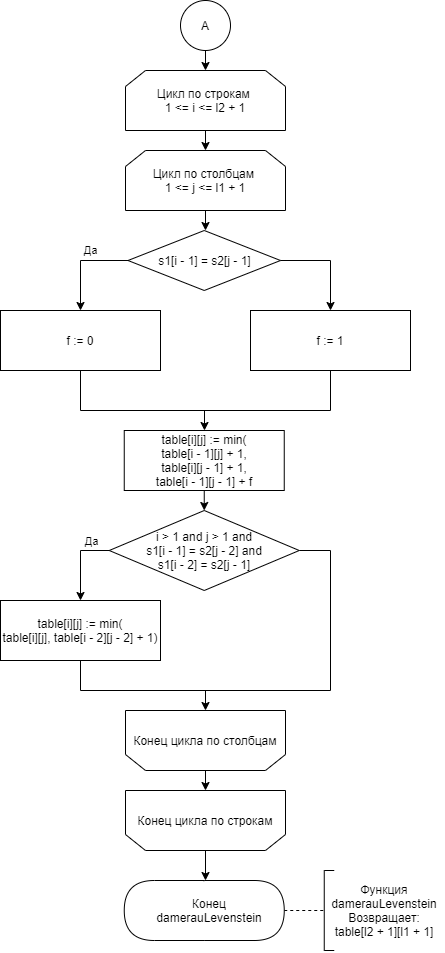 A
Цикл по строкам
1 <= i <= l2 + 1
Цикл по столбцам
1 <= j <= l1 + 1
Да
s1[i - 1] = s2[j - 1]
f := 0
f := 1
table[i][j] := min(
table[i - 1][j] + 1,
table[i][j - 1] + 1,
table[i - 1][j - 1] + f
Да
i > 1 and j > 1 and
s1[i - 1] = s2[j - 2] and
s1[i - 2] = s2[j - 1]
table[i][j] := min(
table[i][j], table[i - 2][j - 2] + 1)
Конец цикла по столбцам
Конец цикла по строкам
Конец
damerauLevenstein
Функция
damerauLevenstein
Возвращает:
table[l2 + 1][l1 + 1]